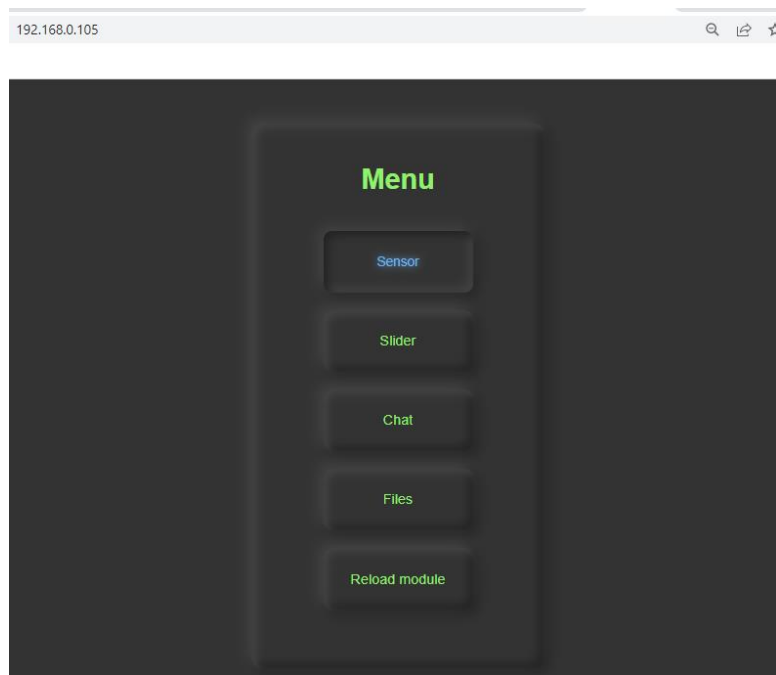 192.168.0.105
Menu
Sensor
Slider
Chat
Files
Reload module